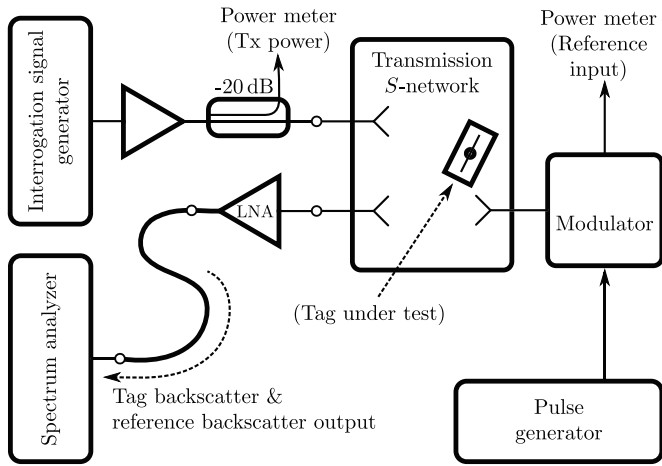 Interrogation signal
generator
Power meter
(Tx power)
-20 dB
Transmission
S-network
Power meter
(Reference
input)
Modulator
LNA
(Tag under test)
Spectrum analyzer
Tag backscatter &
reference backscatter output
Pulse
generator